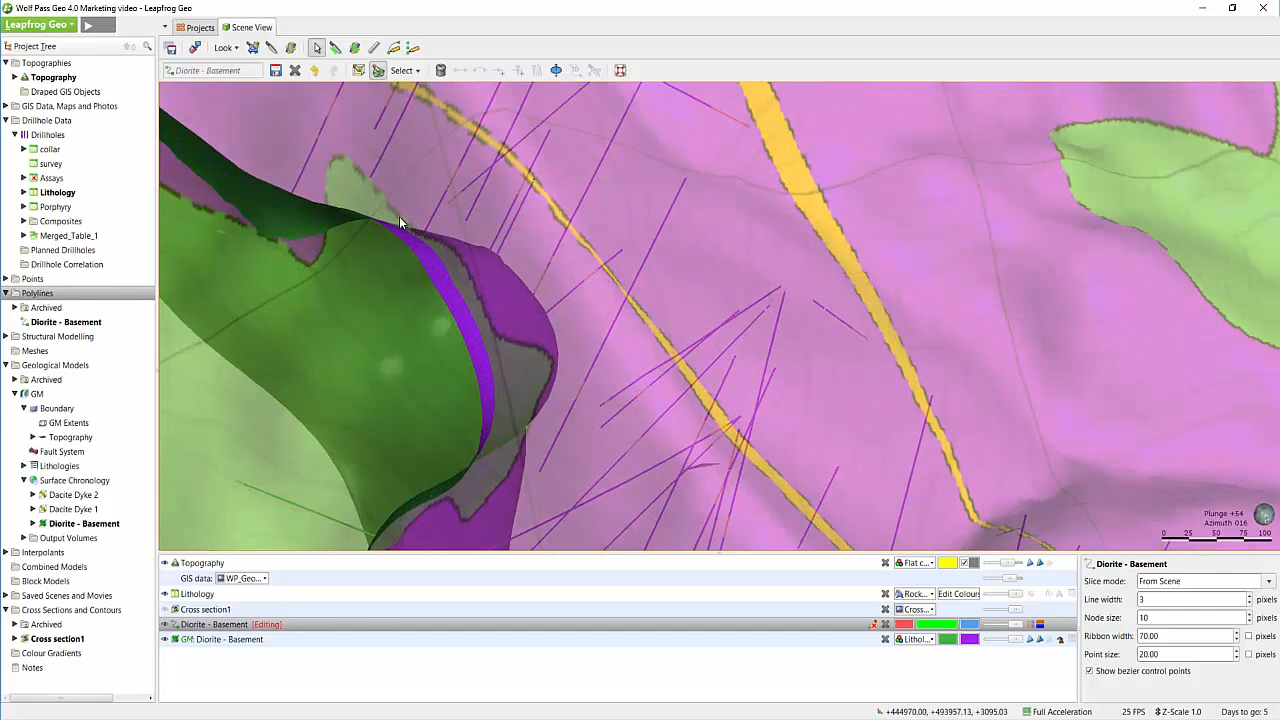 Wolf Pass Geo 4.0 Marketing video - Leapfrog Geo
Leapfrog Geo
Projects
Scene View
Project Tree
Look
Topographies
Topography
Draped GIS Objects
GIS Data, Maps and Photos
Drillhole Data
Drillholes
collar
survey
Assays
Lithology
Porphyry
Composites
Merged_Table_1
Planned Drillholes
Drillhole Correlation
Points
Polylines
Archived
Diorite - Basement
Structural Modelling
Meshes
Geological Models
Archived
GM
Boundary
GM Extents
Topography
Fault System
Lithologies
Surface Chronology
Dacite Dyke 2
Dacite Dyke 1
Diorite - Basement
Output Volumes
Interpolants
Combined Models
Block Models
Saved Scenes and Movies
Cross Sections and Contours
Archived
Cross section1
Colour Gradients
Notes
Diorite - Basement
Select
Plunge +54
Azimuth 016
0 25 50 75 100
Topography Flat c...
GIS data: WP_Geo...
Lithology Rock... Edit Colours
Cross section1 Cross...
Diorite - Basement [Editing]
GM: Diorite - Basement Lithol...
Diorite - Basement
Slice mode: From Scene
Line width: 3 pixels
Node size: 10 pixels
Ribbon width: 70.00 pixels
Point size: 20.00 pixels
Show bezier control points
+444970.00, +493957.13, +3095.03 Full Acceleration 25 FPS Z-Scale 1.0 Days to go: 5